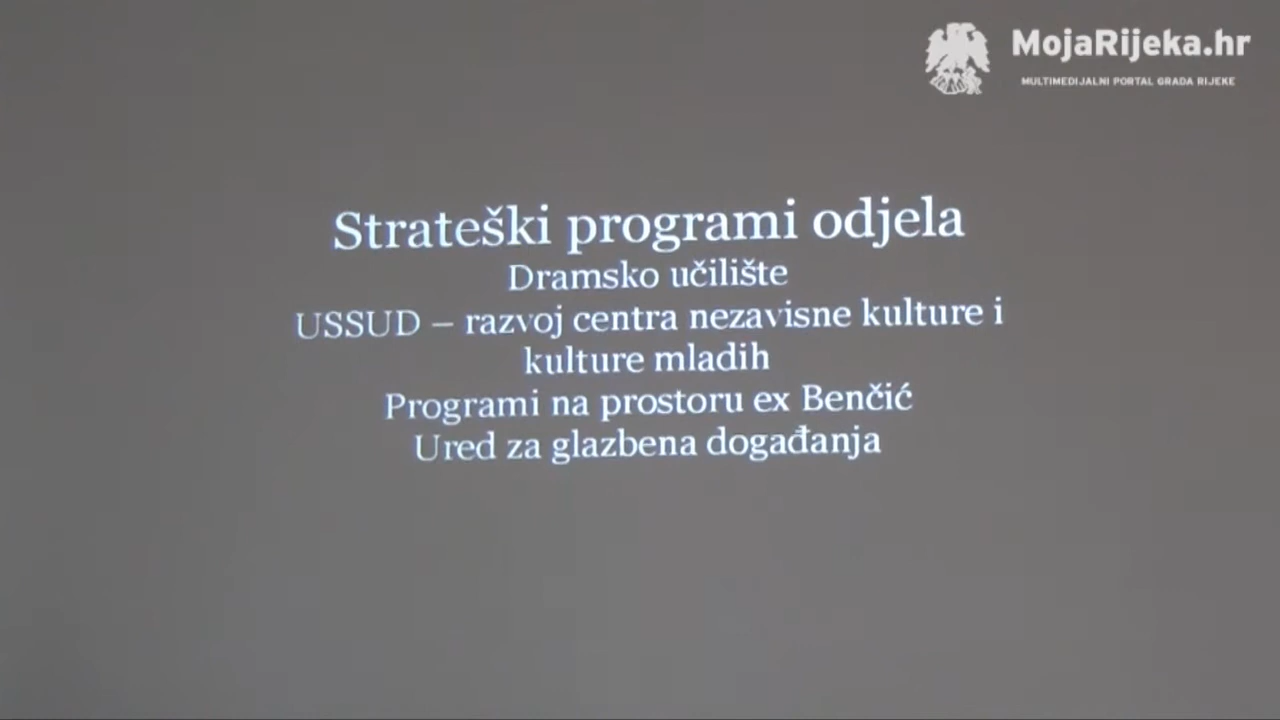 MojaRijeka.hr
MULTIMEDIJALNI PORTAL GRADA RIJEKE
Strateški programi odjela
Dramsko učilište
USSUD – razvoj centra nezavisne kulture i
kulture mladih
Programi na prostoru ex Benčić
Ured za glazbena događanja